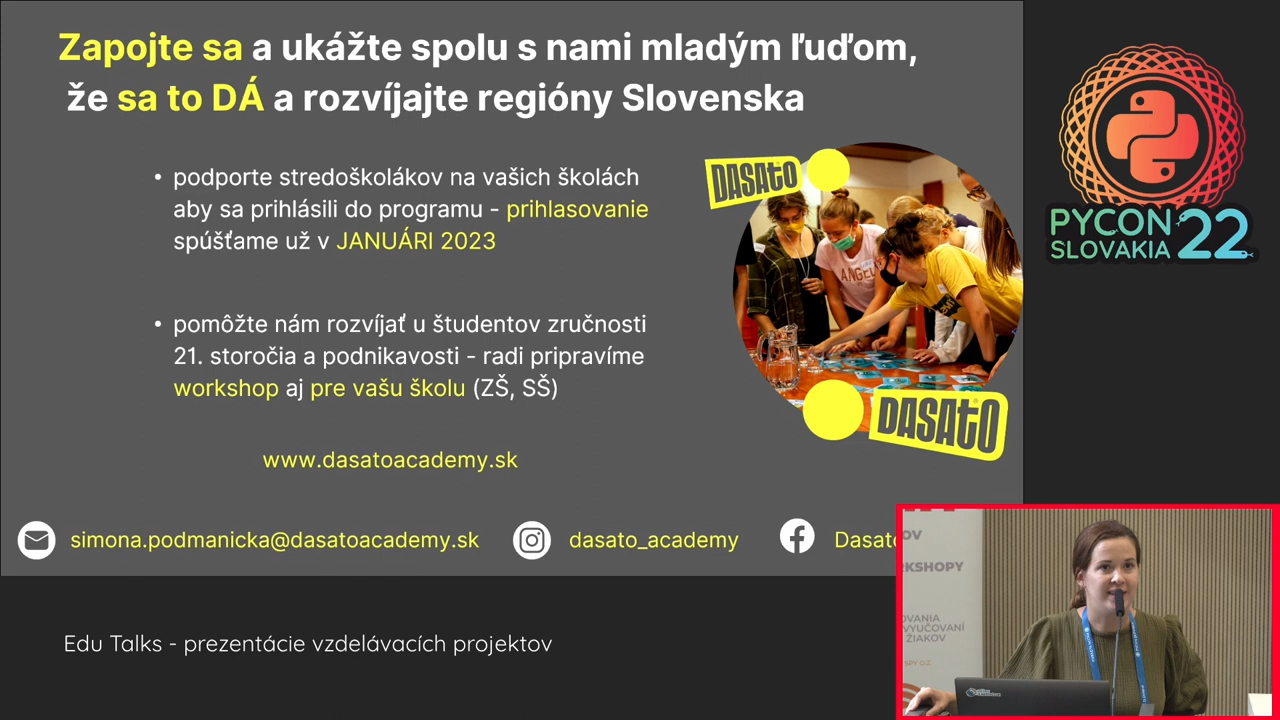 Zapojte sa a ukážte spolu s nami mladým ľuďom,
že sa to DÁ a rozvíjajte regióny Slovenska
• podporte stredoškolákov na vašich školách
aby sa prihlásili do programu - prihlasovanie
spúšťame už v JANUÁRI 2023
• pomôžte nám rozvíjať u študentov zručnosti
21. storočia a podnikavosti - radi pripravíme
workshop aj pre vašu školu (ZŠ, SŠ)
www.dasatoacademy.sk
simona.podmanicka@dasatoacademy.sk
dasato_academy
DASATO
DASATO
PYCON
SLOVAKIA 22
Edu Talks - prezentácie vzdelávacích projektov